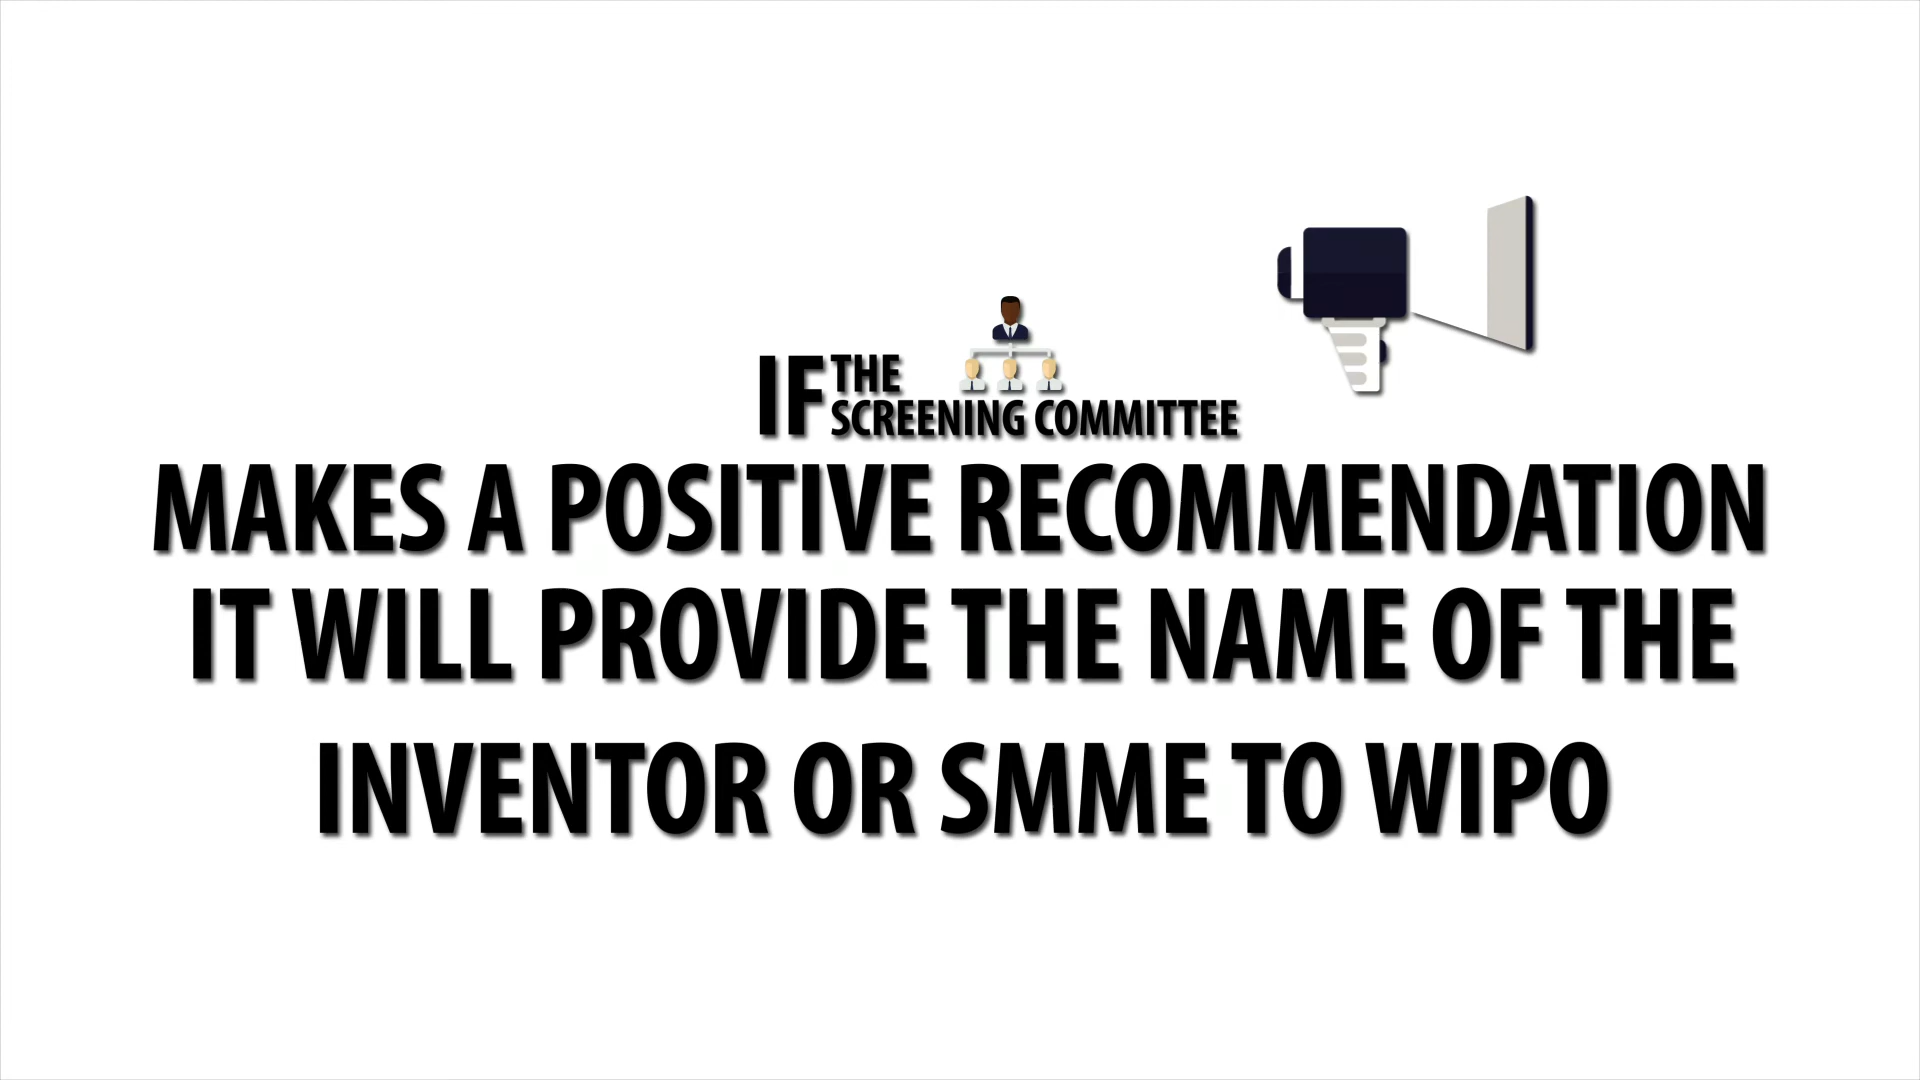 IF THE
SCREENING COMMITTEE
MAKES A POSITIVE RECOMMENDATION
IT WILL PROVIDE THE NAME OF THE
INVENTOR OR SMME TO WIPO